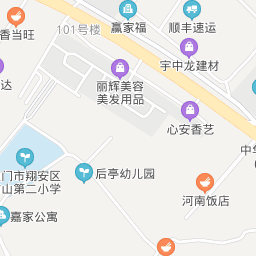 赢家福
顺丰速运
香当旺
101号楼
宇中龙建材
丽辉美容
美发用品
达
心安香艺
中华
门市翔安区
山第二小学
后亭幼儿园
河南饭店
嘉家公寓